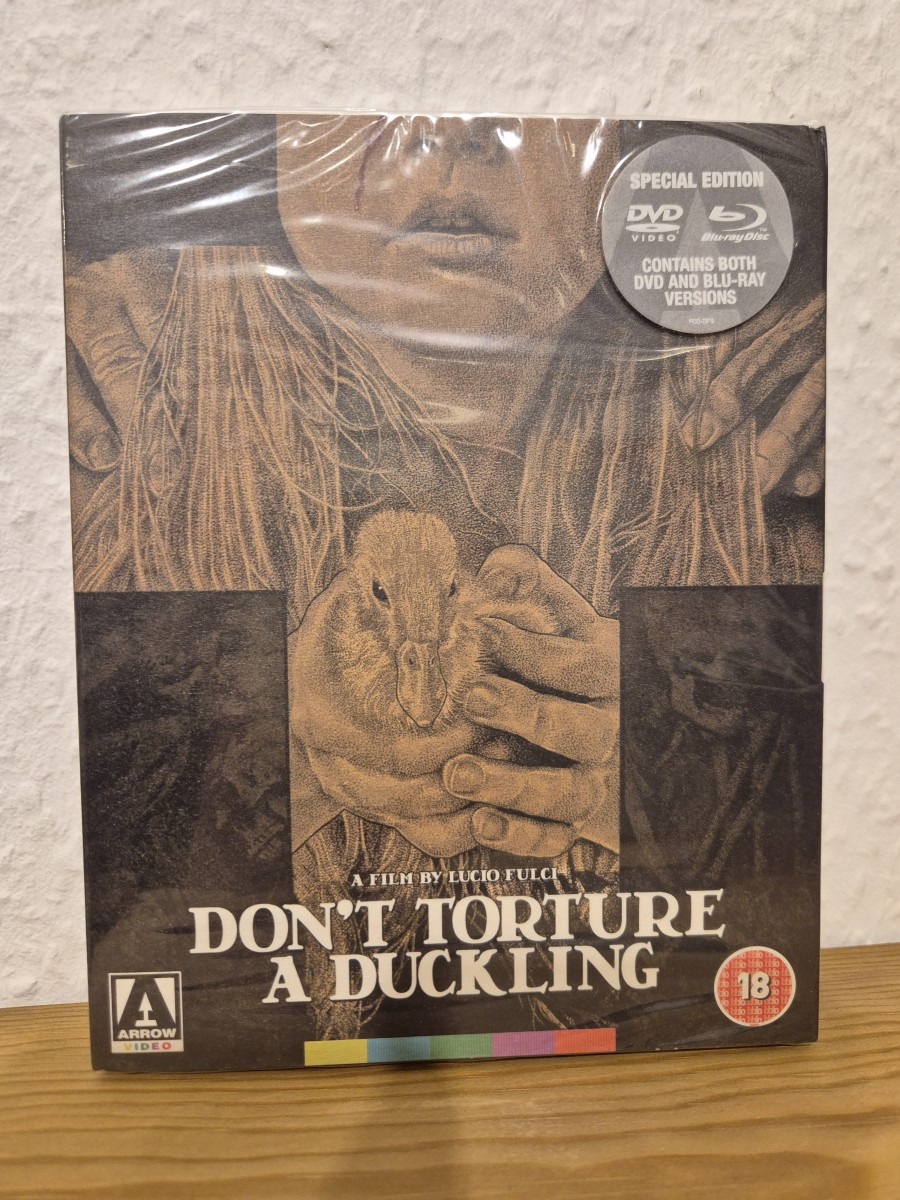 SPECIAL EDITION
DVD
VIDEO
Blu-ray Disc
CONTAINS BOTH
DVD AND BLU-RAY
VERSIONS
A FILM BY LUCIO FULCI
DON'T TORTURE
A DUCKLING
ARROW
VIDEO
18